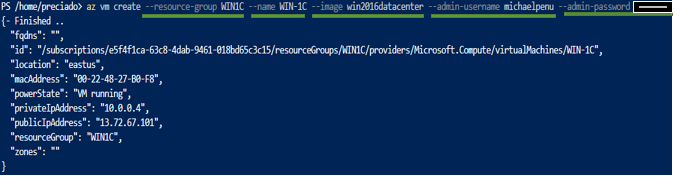 PS /home/preciado> az vm create --resource-group WIN1C --name WIN-1C --image win2016datacenter --admin-username michaelpenu --admin-password
{- Finished ..
"fqdns": "",
"id": "/subscriptions/e5f4f1ca-63c8-4dab-9461-018bd65c3c15/resourceGroups/WIN1C/providers/Microsoft.Compute/virtualMachines/WIN-1C",
"location": "eastus",
"macAddress": "00-22-48-27-B0-F8",
"powerState": "VM running",
"privateIpAddress": "10.0.0.4",
"publicIpAddress": "13.72.67.101",
"resourceGroup": "WIN1C",
"zones": ""
}